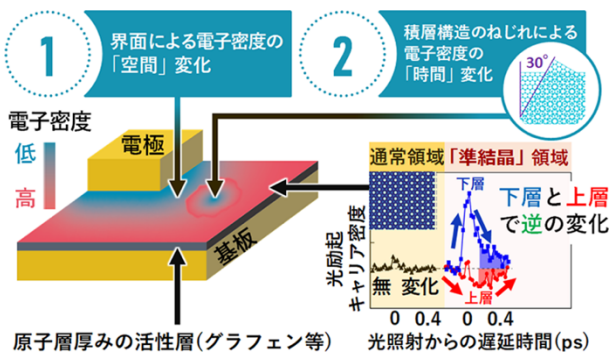 1
界面による電子密度の
「空間」変化
2
積層構造のねじれによる
電子密度の
「時間」変化
30°
電子密度
低
高
電極
基板
原子層厚みの活性層(グラフェン等)
通常領域
「準結晶」領域
下層
下層と上層
で逆の変化
光励起
キャリア密度
無 変化
上層
0 0.4 0 0.4
光照射からの遅延時間(ps)